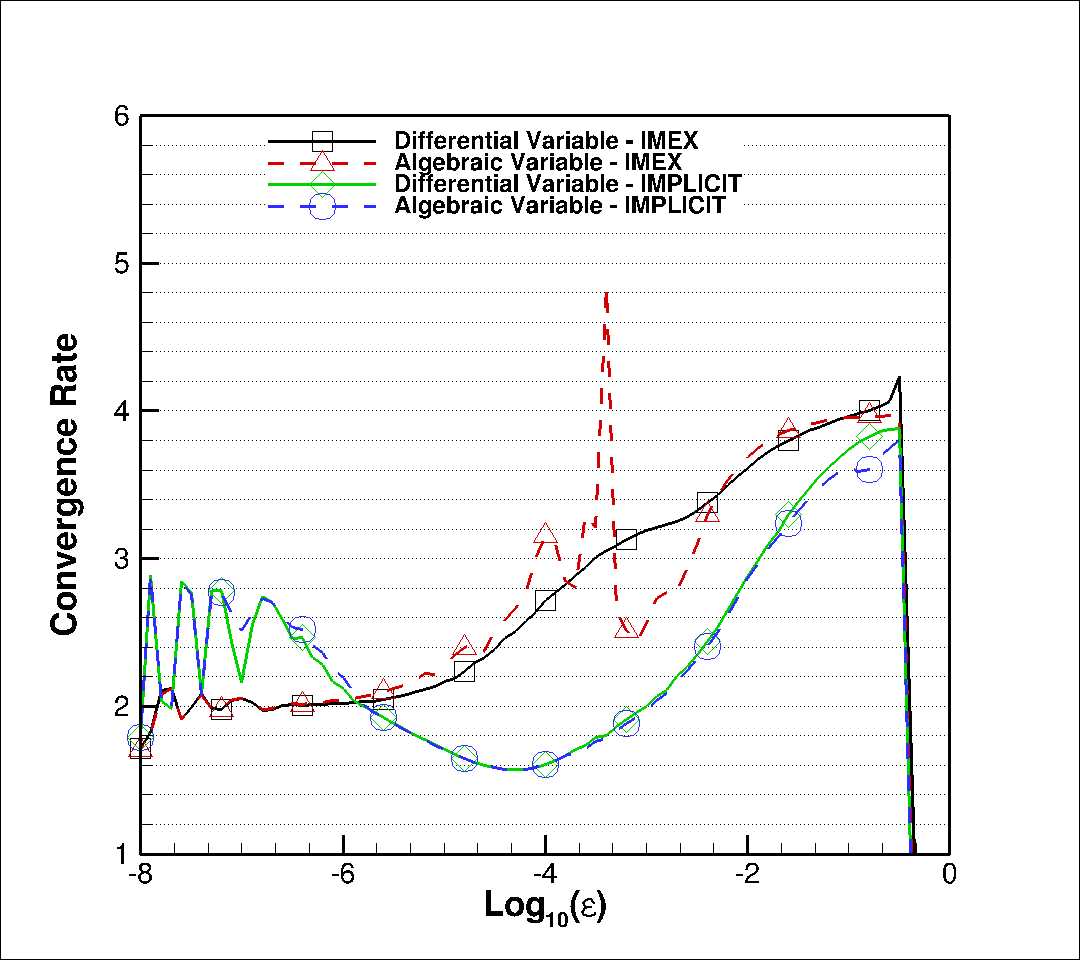 6
5
4
3
2
1
Convergence Rate
Differential Variable - IMEX
Algebraic Variable - IMEX
Differential Variable - IMPLICIT
Algebraic Variable - IMPLICIT
-8 -6 -4 -2 0
Log10(ε)